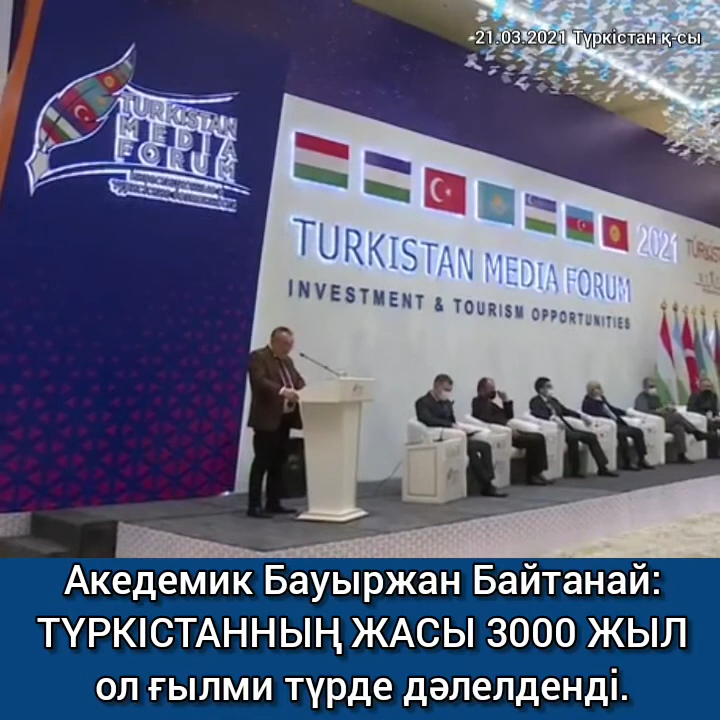 21.03.2021 Түркістан қ-сы
TURKISTAN
MEDIA
FORUM
2021
TURKISTAN MEDIA FORUM
INVESTMENT & TOURISM OPPORTUNITIES
Акедемик Бауыржан Байтанай:
ТҮРКІСТАННЫҢ ЖАСЫ 3000 ЖЫЛ
ол ғылми түрде дәлелденді.